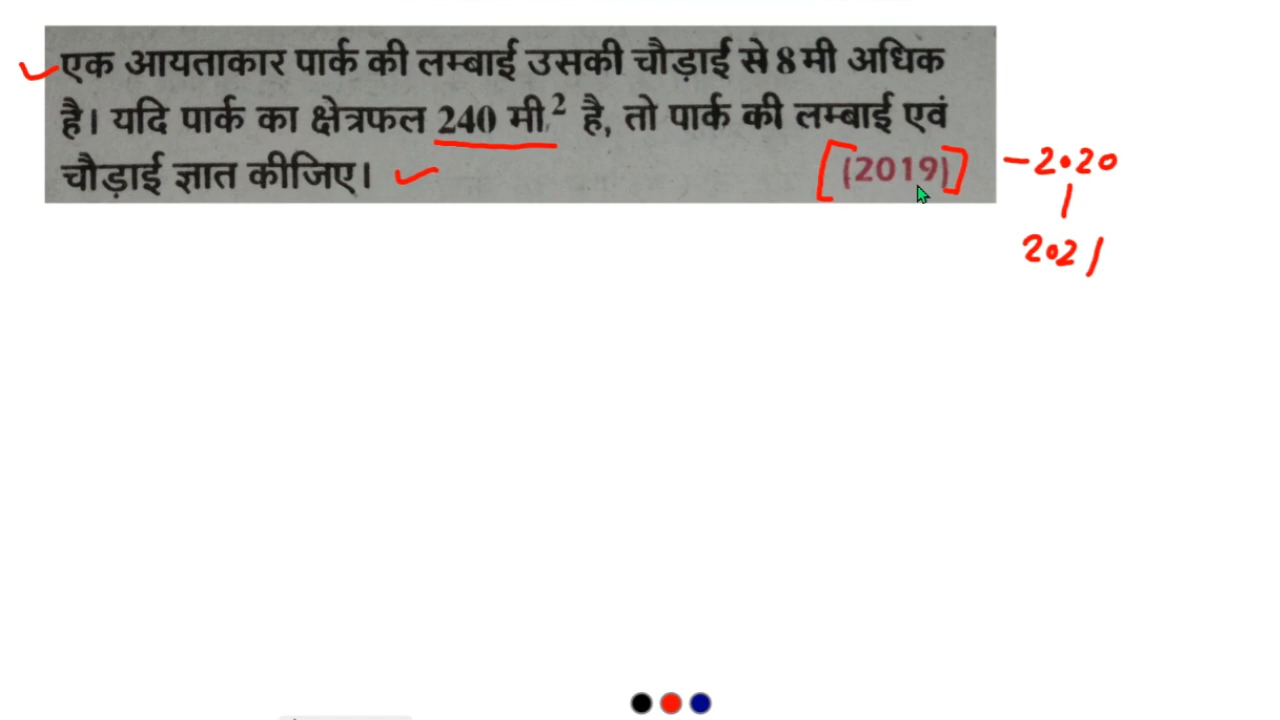 एक आयताकार पार्क की लम्बाई उसकी चौड़ाई से 8 मी अधिक
है। यदि पार्क का क्षेत्रफल 240 मी² है, तो पार्क की लम्बाई एवं
चौड़ाई ज्ञात कीजिए।
[(2019)] - 2020
2021